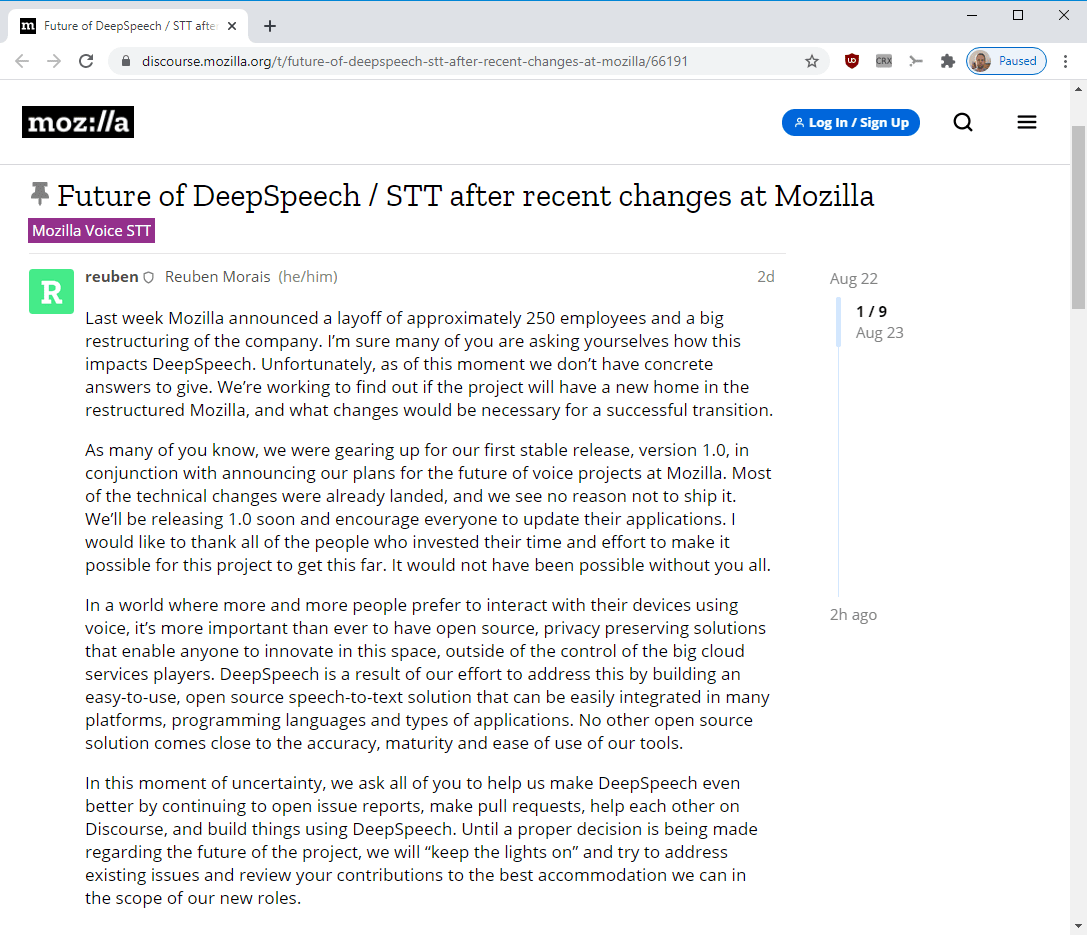 Future of DeepSpeech / STT afte
discourse.mozilla.org/t/future-of-deepspeech-stt-after-recent-changes-at-mozilla/66191
CRX
Paused
moz://a
Log In / Sign Up
Future of DeepSpeech / STT after recent changes at Mozilla
Mozilla Voice STT
R
reuben Reuben Morais (he/him) 2d
Last week Mozilla announced a layoff of approximately 250 employees and a big
restructuring of the company. I’m sure many of you are asking yourselves how this
impacts DeepSpeech. Unfortunately, as of this moment we don’t have concrete
answers to give. We’re working to find out if the project will have a new home in the
restructured Mozilla, and what changes would be necessary for a successful transition.
As many of you know, we were gearing up for our first stable release, version 1.0, in
conjunction with announcing our plans for the future of voice projects at Mozilla. Most
of the technical changes were already landed, and we see no reason not to ship it.
We’ll be releasing 1.0 soon and encourage everyone to update their applications. I
would like to thank all of the people who invested their time and effort to make it
possible for this project to get this far. It would not have been possible without you all.
In a world where more and more people prefer to interact with their devices using
voice, it’s more important than ever to have open source, privacy preserving solutions
that enable anyone to innovate in this space, outside of the control of the big cloud
services players. DeepSpeech is a result of our effort to address this by building an
easy-to-use, open source speech-to-text solution that can be easily integrated in many
platforms, programming languages and types of applications. No other open source
solution comes close to the accuracy, maturity and ease of use of our tools.
In this moment of uncertainty, we ask all of you to help us make DeepSpeech even
better by continuing to open issue reports, make pull requests, help each other on
Discourse, and build things using DeepSpeech. Until a proper decision is being made
regarding the future of the project, we will “keep the lights on” and try to address
existing issues and review your contributions to the best accommodation we can in
the scope of our new roles.
Aug 22
1 / 9
Aug 23
2h ago